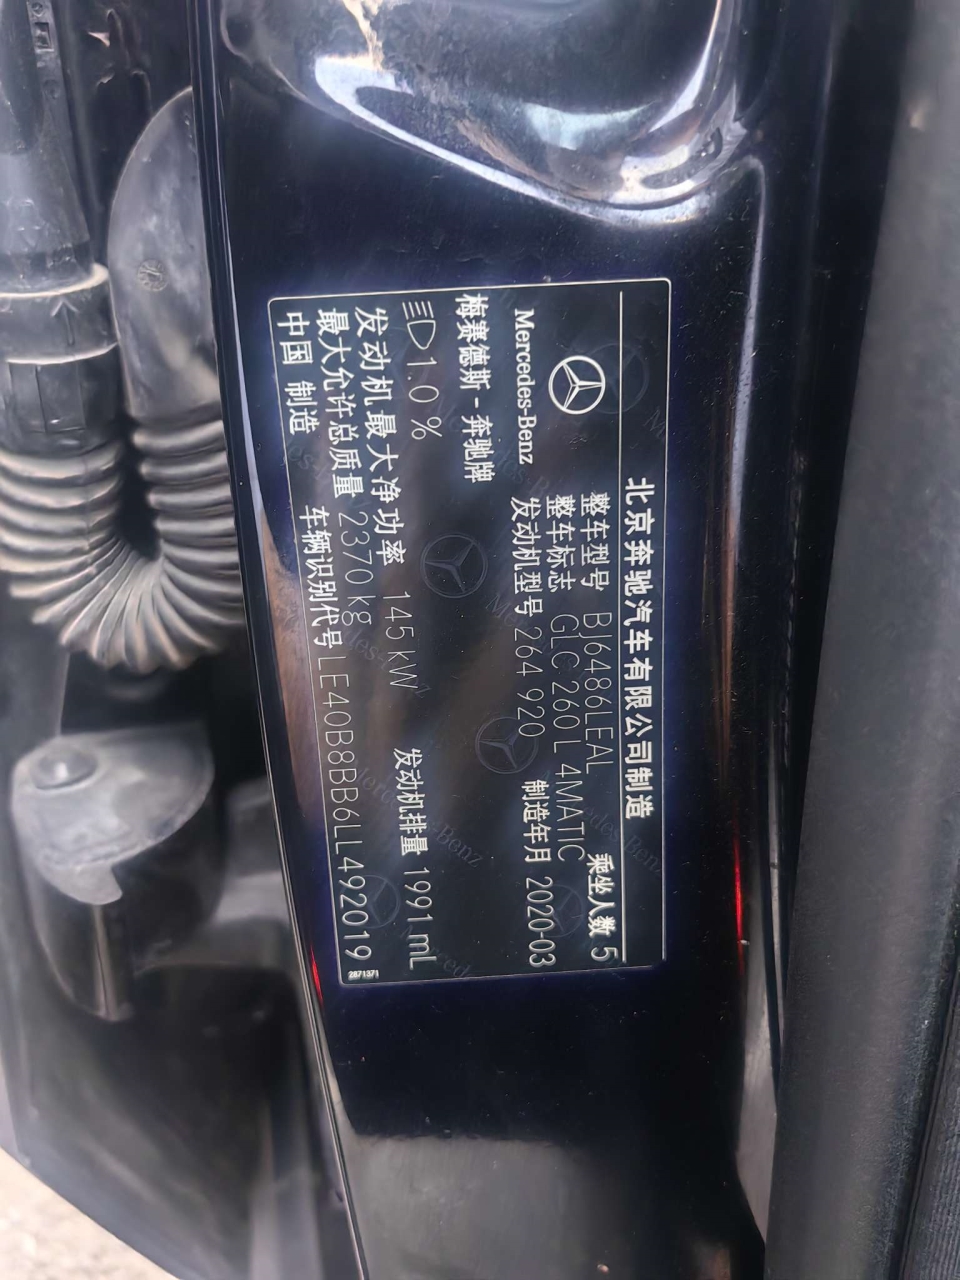 北京奔驰汽车有限公司制造
Mercedes-Benz
整车型号 BJ6486LEAL 乘坐人数 5
整车标志 GLC 260 L 4MATIC
发动机型号 264 920 制造年月 2020-03
梅赛德斯-奔驰牌
1.0 %
发动机最大净功率 145 kW 发动机排量 1991 mL
最大允许总质量 2370 kg
中国 制造 车辆识别代号 LE40B8BB6LL492019
2871371